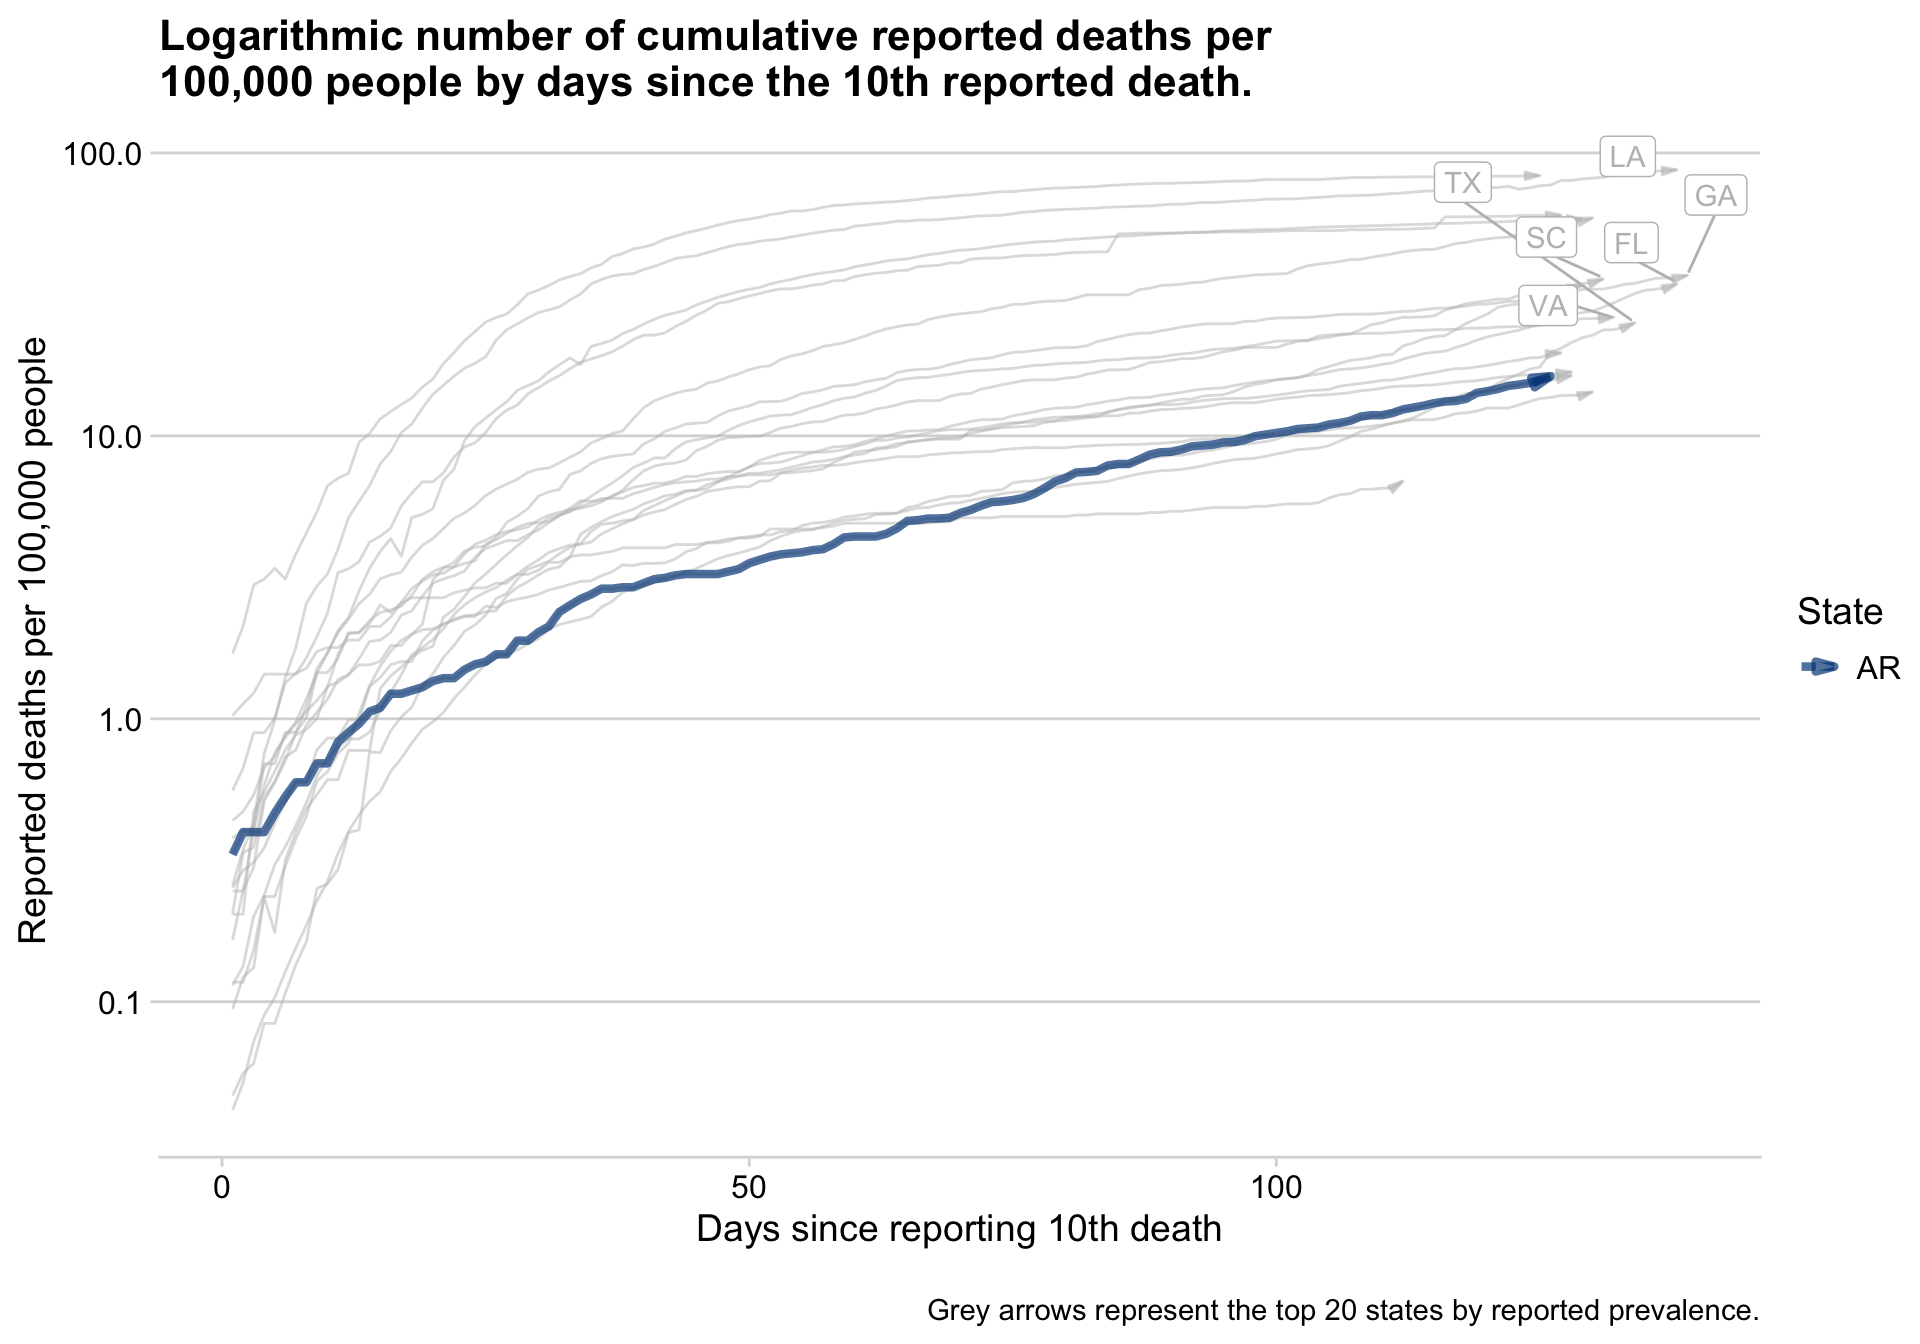 Logarithmic number of cumulative reported deaths per
100,000 people by days since the 10th reported death.
Reported deaths per 100,000 people
100.0
10.0
1.0
0.1
LA
TX
GA
SC
FL
VA
State
AR
0
50
100
Days since reporting 10th death
Grey arrows represent the top 20 states by reported prevalence.